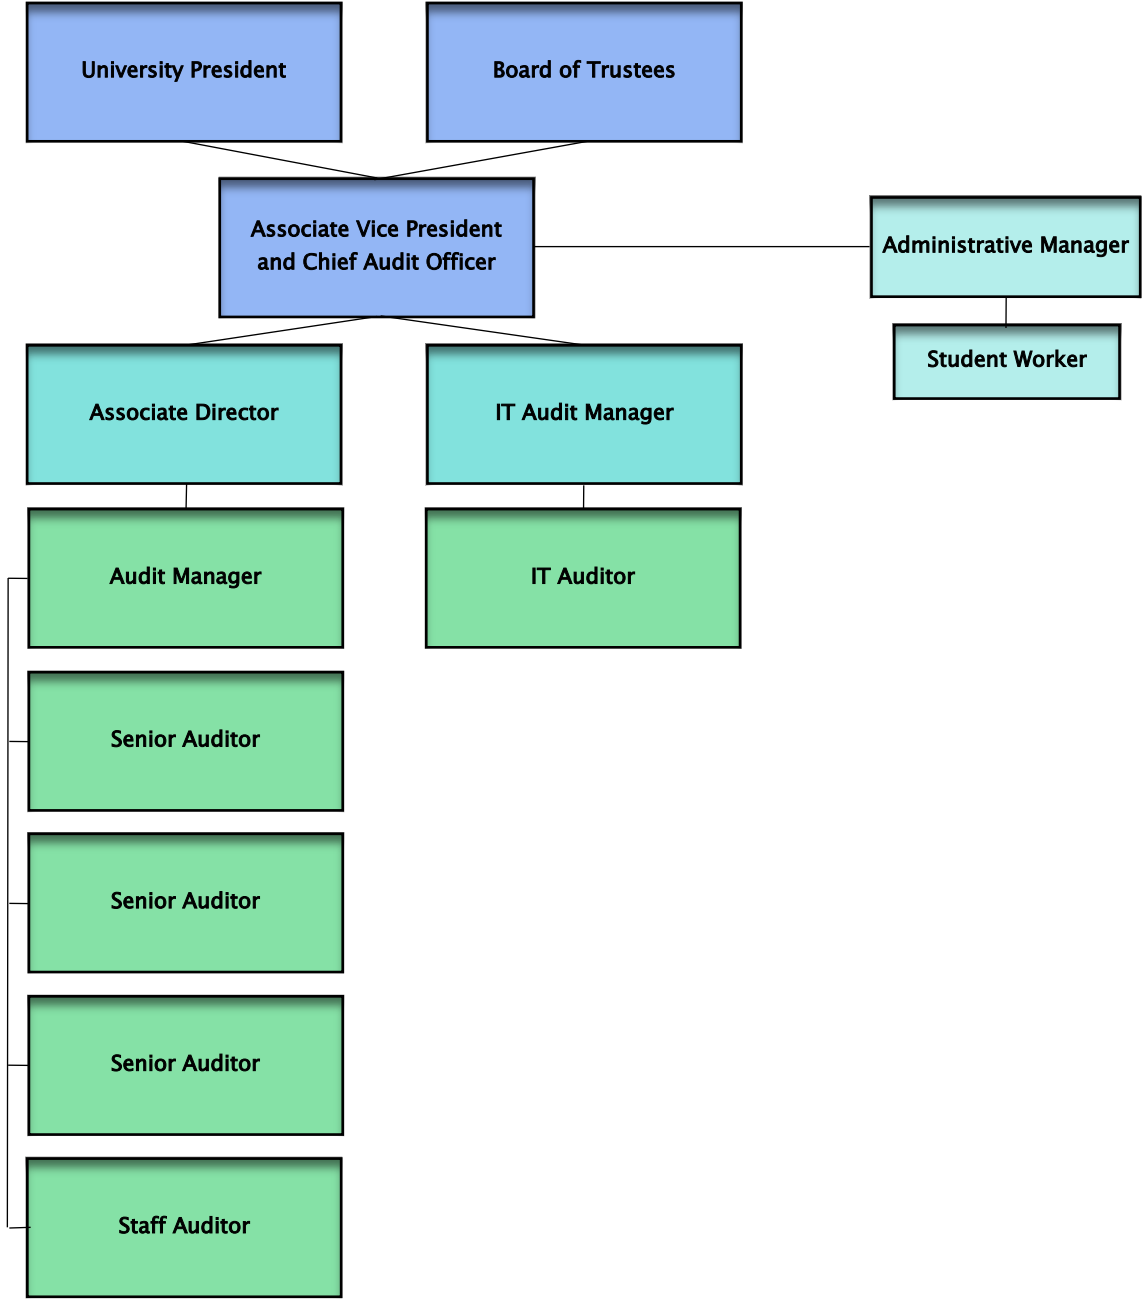 University President
Board of Trustees
Associate Vice President
and Chief Audit Officer
Administrative Manager
Student Worker
Associate Director
IT Audit Manager
Audit Manager
IT Auditor
Senior Auditor
Senior Auditor
Senior Auditor
Staff Auditor